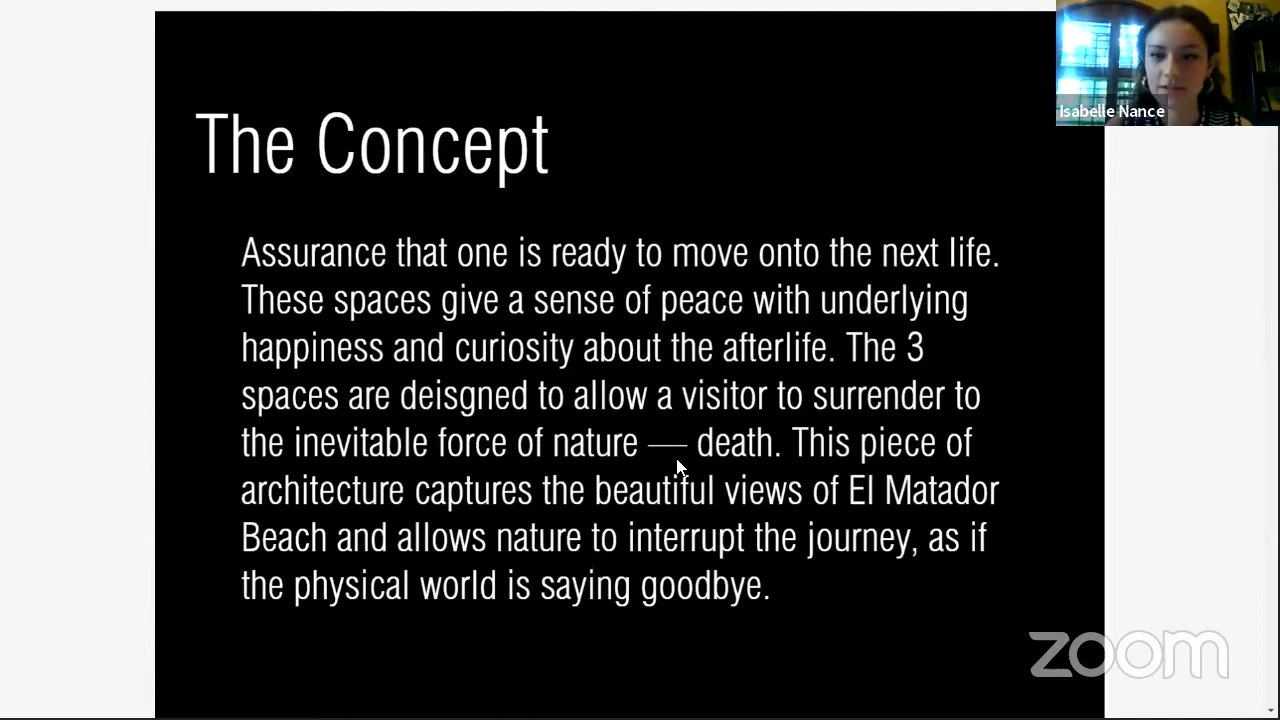 The Concept
Assurance that one is ready to move onto the next life.
These spaces give a sense of peace with underlying
happiness and curiosity about the afterlife. The 3
spaces are deisgned to allow a visitor to surrender to
the inevitable force of nature — death. This piece of
architecture captures the beautiful views of El Matador
Beach and allows nature to interrupt the journey, as if
the physical world is saying goodbye.
Isabelle Nance
zoom